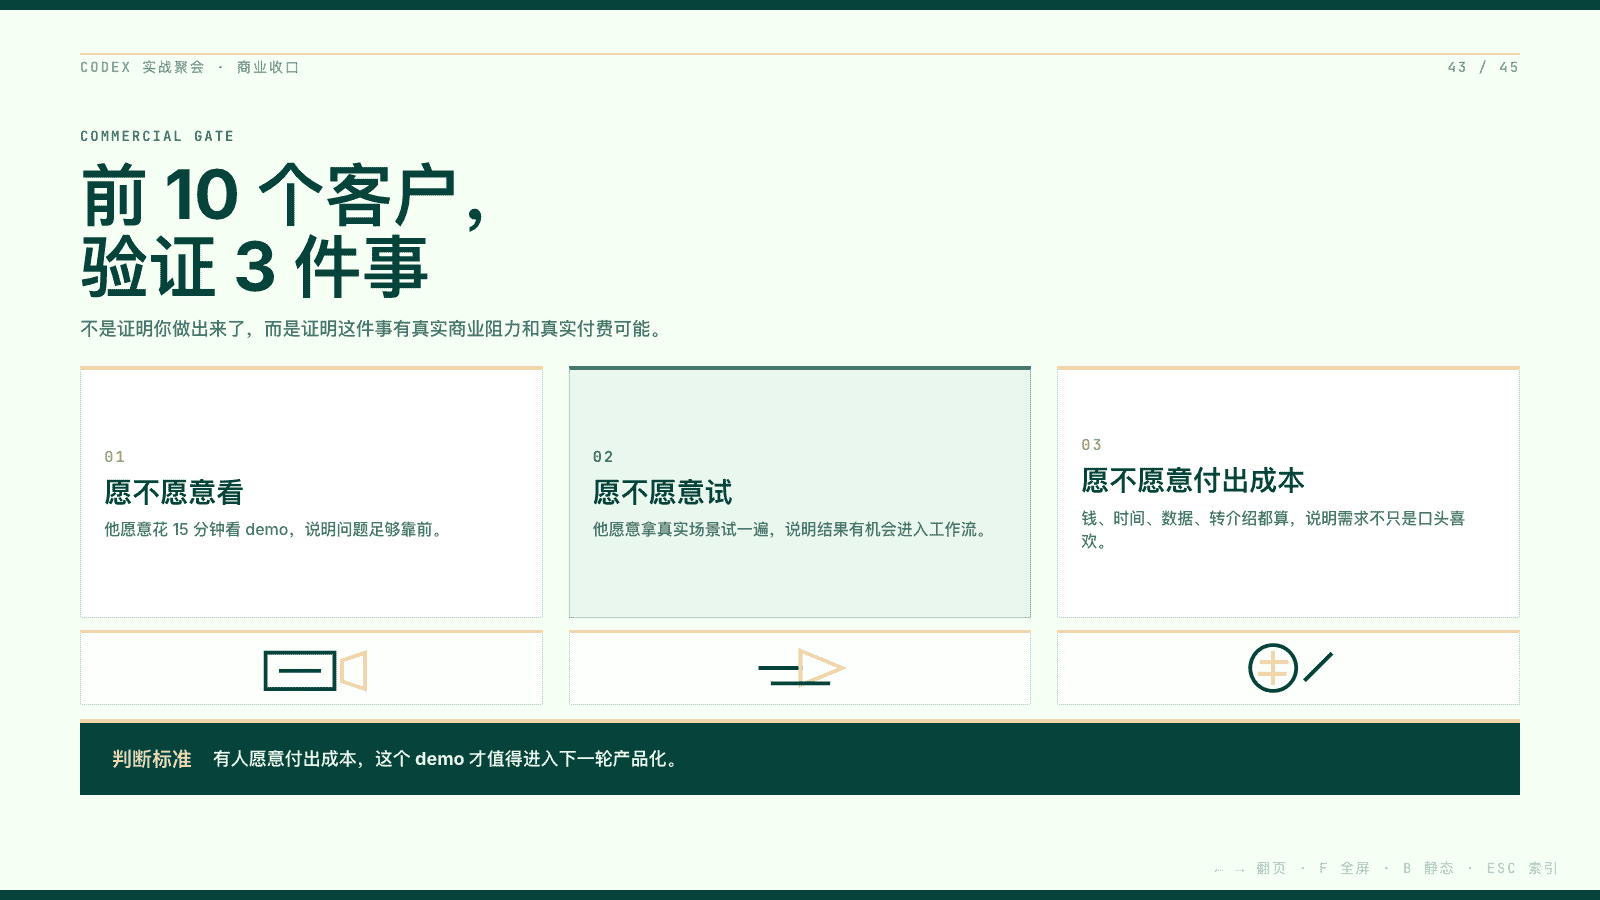 CODEX 实战聚会 · 商业收口
43 / 45
COMMERCIAL GATE
前 10 个客户，
验证 3 件事
不是证明你做出来了，而是证明这件事有真实商业阻力和真实付费可能。
01
愿不愿意看
他愿意花 15 分钟看 demo，说明问题足够靠前。
02
愿不愿意试
他愿意拿真实场景试一遍，说明结果有机会进入工作流。
03
愿不愿意付出成本
钱、时间、数据、转介绍都算，说明需求不只是口头喜
欢。
判断标准 有人愿意付出成本，这个 demo 才值得进入下一轮产品化。
← → 翻页 · F 全屏 · B 静态 · ESC 索引